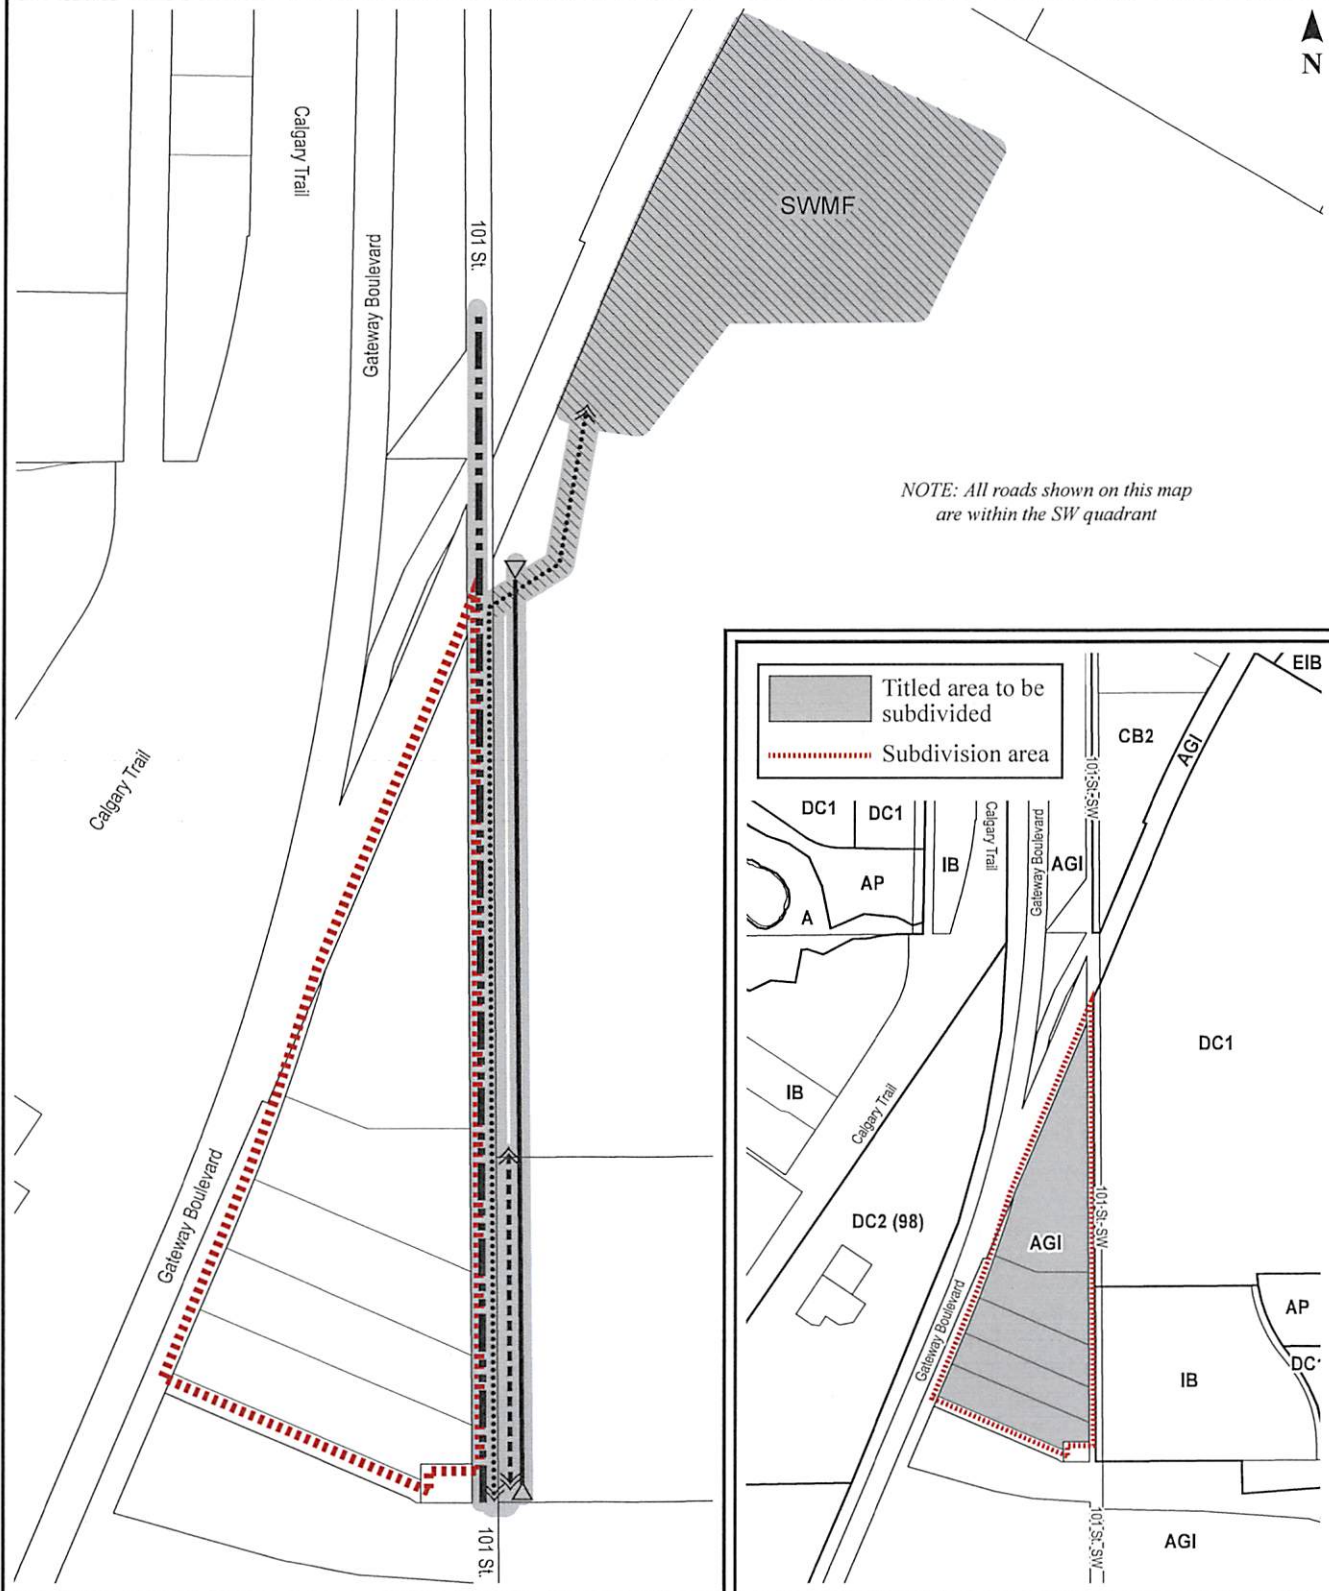 N
Calgary Trail
Gateway Boulevard
101 St.
SWMF
NOTE: All roads shown on this map
are within the SW quadrant
Calgary Trail
Gateway Boulevard
101 St.
Titled area to be
subdivided
Subdivision area
EIB
CB2
AGI
101 St. SW
DC1
DC1
Calgary Trail
Gateway Boulevard
AGI
IB
AP
A
DC1
IB
Calgary Trail
101 St. SW
DC2 (98)
AGI
Gateway Boulevard
AP
DC1
IB
101 St. SW
AGI